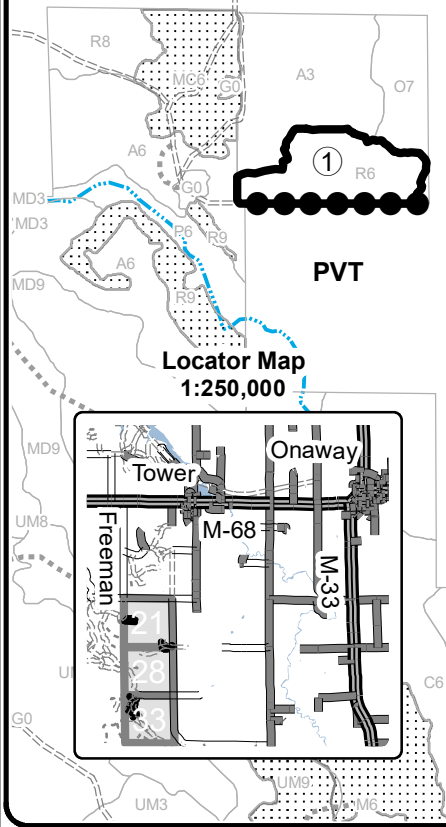 R8
MC6
G0
A3
O7
A6
1
R6
G0
MD3
MD3
P6
R9
A6
PVT
MD9
R9
Locator Map
1:250,000
MD9
Onaway
Tower
M-68
UM8
Freeman
M-33
21
28
C6
G0
33
UM9
UM3
M6